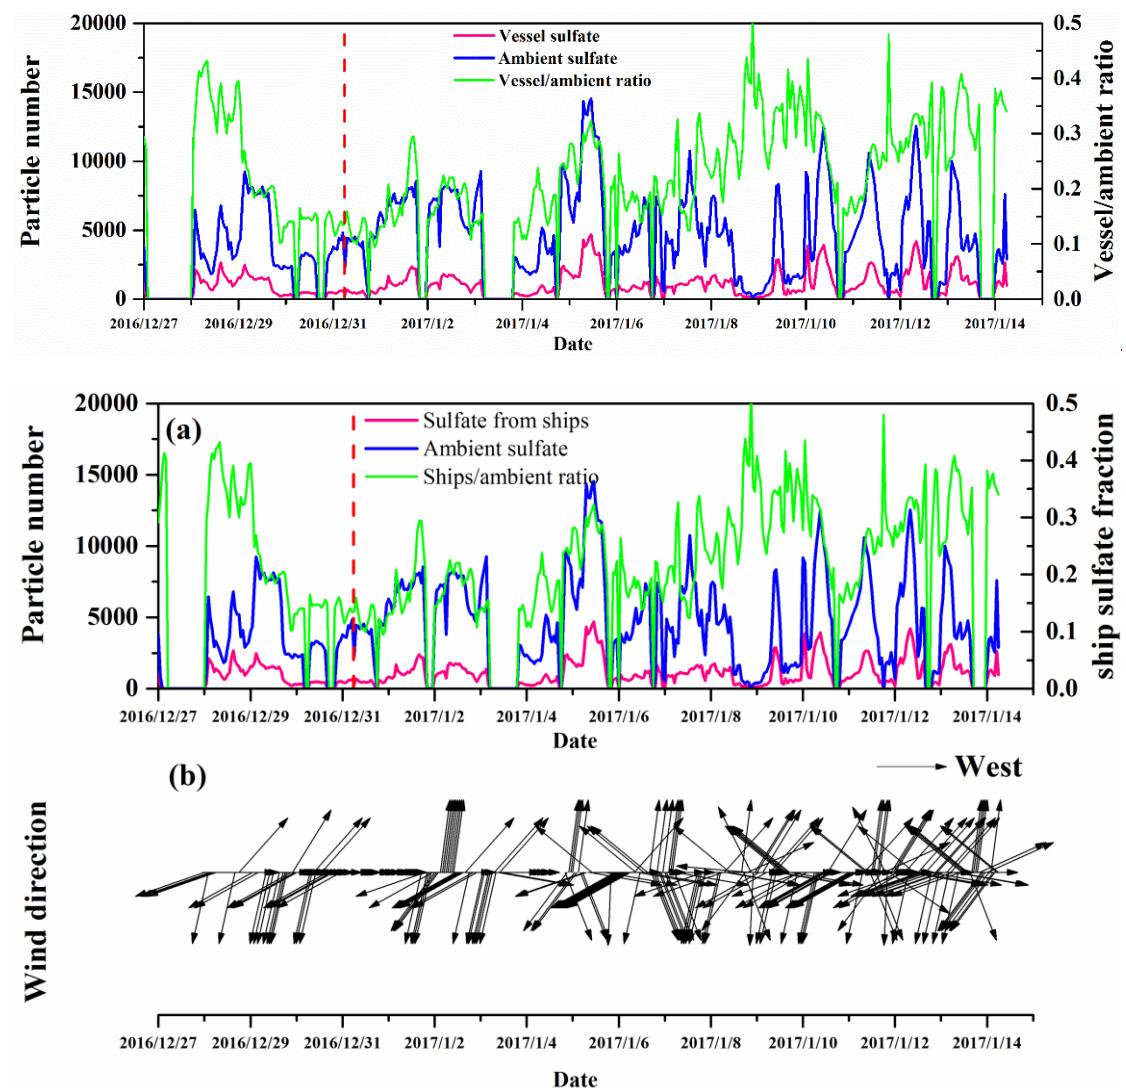 20000
15000
10000
5000
0
Particle number
Vessel sulfate
Ambient sulfate
Vessel/ambient ratio
0.5
0.4
0.3
0.2
0.1
0.0
Vessel/ambient ratio
2016/12/27 2016/12/29 2016/12/31 2017/1/2 2017/1/4 2017/1/6 2017/1/8 2017/1/10 2017/1/12 2017/1/14
Date
(a)
20000
15000
10000
5000
0
Particle number
Sulfate from ships
Ambient sulfate
Ships/ambient ratio
0.5
0.4
0.3
0.2
0.1
0.0
ship sulfate fraction
2016/12/27 2016/12/29 2016/12/31 2017/1/2 2017/1/4 2017/1/6 2017/1/8 2017/1/10 2017/1/12 2017/1/14
Date
(b)
West
Wind direction
2016/12/27 2016/12/29 2016/12/31 2017/1/2 2017/1/4 2017/1/6 2017/1/8 2017/1/10 2017/1/12 2017/1/14
Date